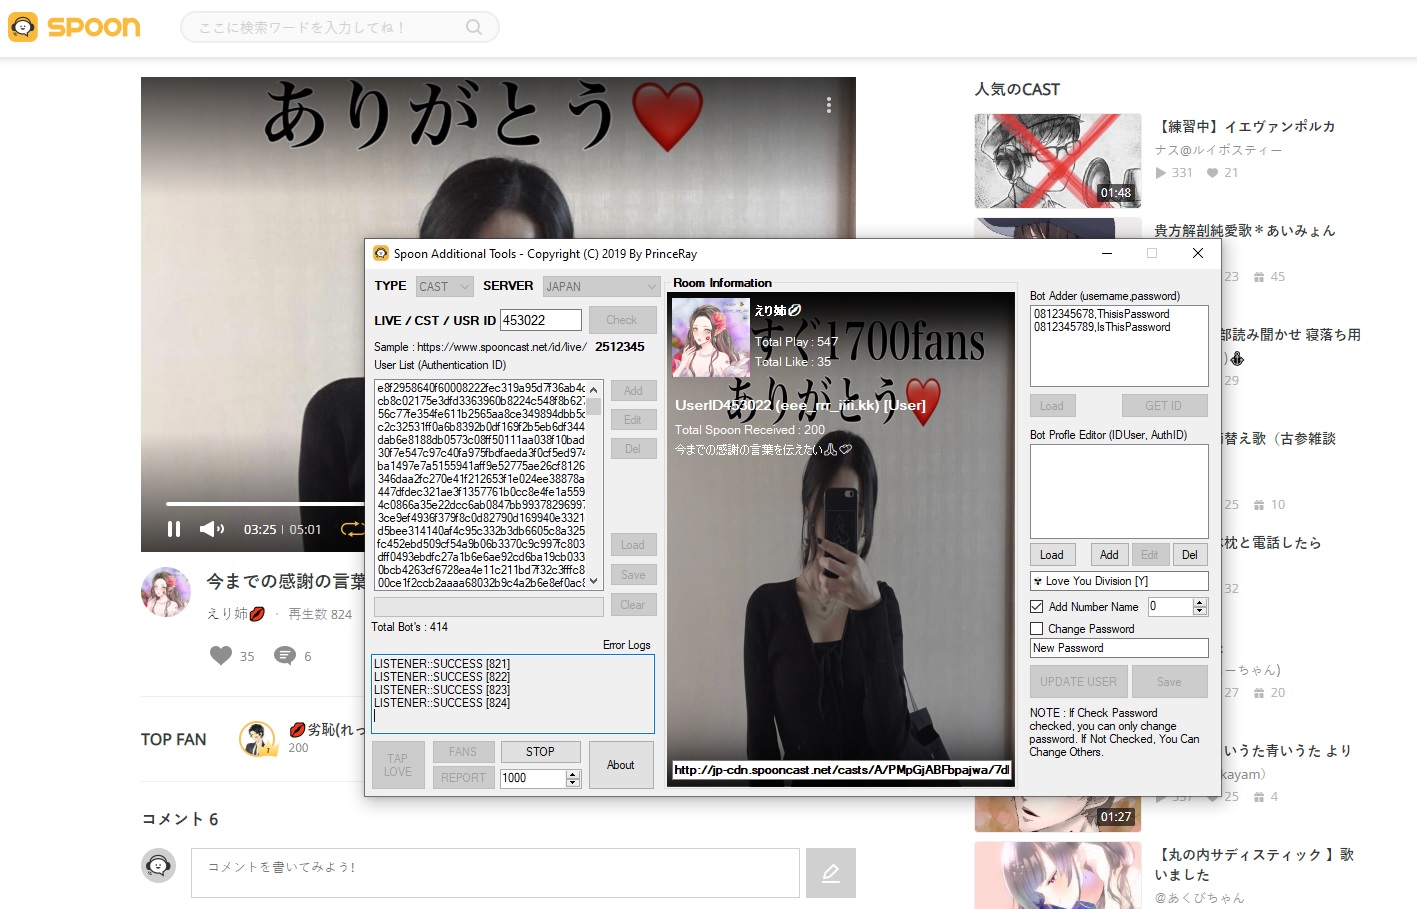 spoon
ここに検索ワードを入力してね！
ありがとう❤️
03:25 | 05:01
今までの感謝の言葉
えり姉💋 · 再生数 824
35 6
TOP FAN
💋劣恥(れっ
200
コメント 6
コメントを書いてみよう!
Spoon Additional Tools - Copyright (C) 2019 By PrinceRay
TYPE CAST SERVER JAPAN
LIVE / CST / USR ID 453022 Check
Sample : https://www.spooncast.net/id/live/ 2512345
User List (Authentication ID)
e8f2958640f60008222fec319a95d7f36ab4c
cb8c02175e3dfd3363960b8224c548f8b627
56c77fe354fe611b2565aa8ce349894dbb5c
c2c32531ff0a6b8392b0df169f2b5eb6df344
dab6e8188db0573c08ff50111aa038f10bad
30f7e547c97c40fa975fbdfaeda3f0cf5ed974
ba1497e7a5155941aff9e52775ae26cf8126
346daa2fc270e41f212653f1e024ee38878a
447dfdec321ae3f1357761b0cc8e4fe1a559
4c0866a35e22dcc6ab0847bb99378296997
3ce9ef4936f379f8c0d82790d169940e3321
d5bee314140af4c95c332b3db6605c8a325
fc452ebd509cf54a9b06b3370c9c997fc803
dff0493ebdfc27a1b6e6ae92cd6ba19cb033
0bcb4263cf6728ea4e11c211bd7f32c3fffc8
00ce1f2ccb2aaaa68032b9c4a2b6e8ef0ac8
Add
Edit
Del
Load
Save
Clear
Total Bot's : 414
Error Logs
LISTENER::SUCCESS [821]
LISTENER::SUCCESS [822]
LISTENER::SUCCESS [823]
LISTENER::SUCCESS [824]
TAP LOVE
FANS
REPORT
STOP
1000
About
Room Information
えり姉💋
すぐ1700fans
Total Play : 547
Total Like : 35
ありがとう❤️
UserID453022 (eee_rrr_iiii.kk) [User]
Total Spoon Received : 200
今までの感謝の言葉を伝えたい
http://jp-cdn.spooncast.net/casts/A/PMpGjABFbpajwa/7dl
Bot Adder (username,password)
0812345678,ThisisPassword
0812345789,IsThisPassword
Load GET ID
Bot Profle Editor (IDUser, AuthID)
Load Add Edit Del
Love You Division [Y]
Add Number Name 0
Change Password
New Password
UPDATE USER Save
NOTE : If Check Password
checked, you can only change
password. If Not Checked, You Can
Change Others.
人気のCAST
01:48
【練習中】イエヴァンポルカ
ナス@ルイボスティー
331 21
貴方解剖純愛歌＊あいみょん
23 45
部読み聞かせ 寝落ち用
29
替え歌（古参雑談
25 10
枕と電話したら
32
ーちゃん)
27 20
いうた青いうた より
kayam）
337 25 4
01:27
【丸の内サディスティック 】歌
いました
@あくびちゃん